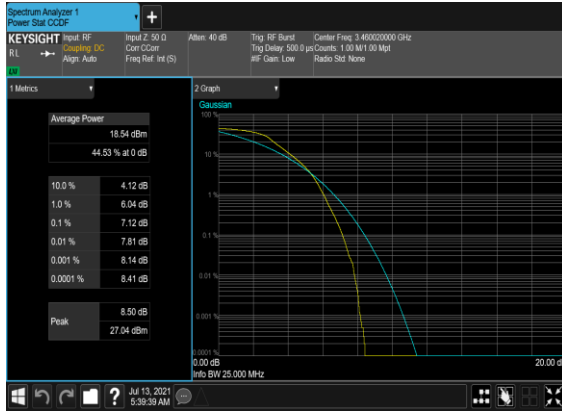 Spectrum Analyzer 1
Power Stat CCDF
+
KEYSIGHT Input: RF Input Z: 50 Ω Atten: 40 dB Trig: RF Burst Center Freq: 3.460020000 GHz
RL Coupling: DC Corr CCorr Trig Delay: 500.0 µs Counts: 1.00 M/1.00 Mpt
Align: Auto Freq Ref: Int (S) #IF Gain: Low Radio Std: None
LU
1 Metrics
2 Graph
Gaussian
Average Power
18.54 dBm
44.53 % at 0 dB
10.0 % 4.12 dB
1.0 % 6.04 dB
0.1 % 7.12 dB
0.01 % 7.81 dB
0.001 % 8.14 dB
0.0001 % 8.41 dB
Peak
8.50 dB
27.04 dBm
100 %
10 %
1 %
0.1 %
0.01 %
0.001 %
0.0001 %
0.00 dB 20.00 d
Info BW 25.000 MHz
? Jul 13, 2021
5:39:39 AM